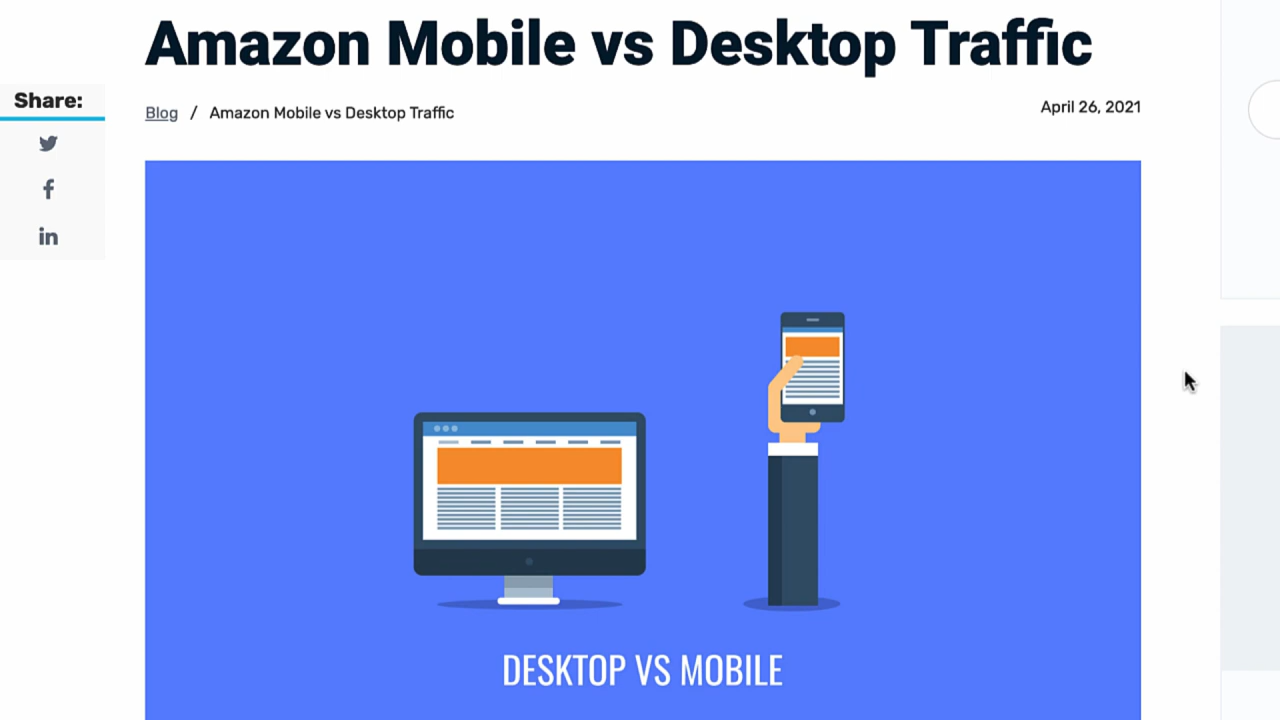 Amazon Mobile vs Desktop Traffic
Share:
Blog / Amazon Mobile vs Desktop Traffic
April 26, 2021
DESKTOP VS MOBILE